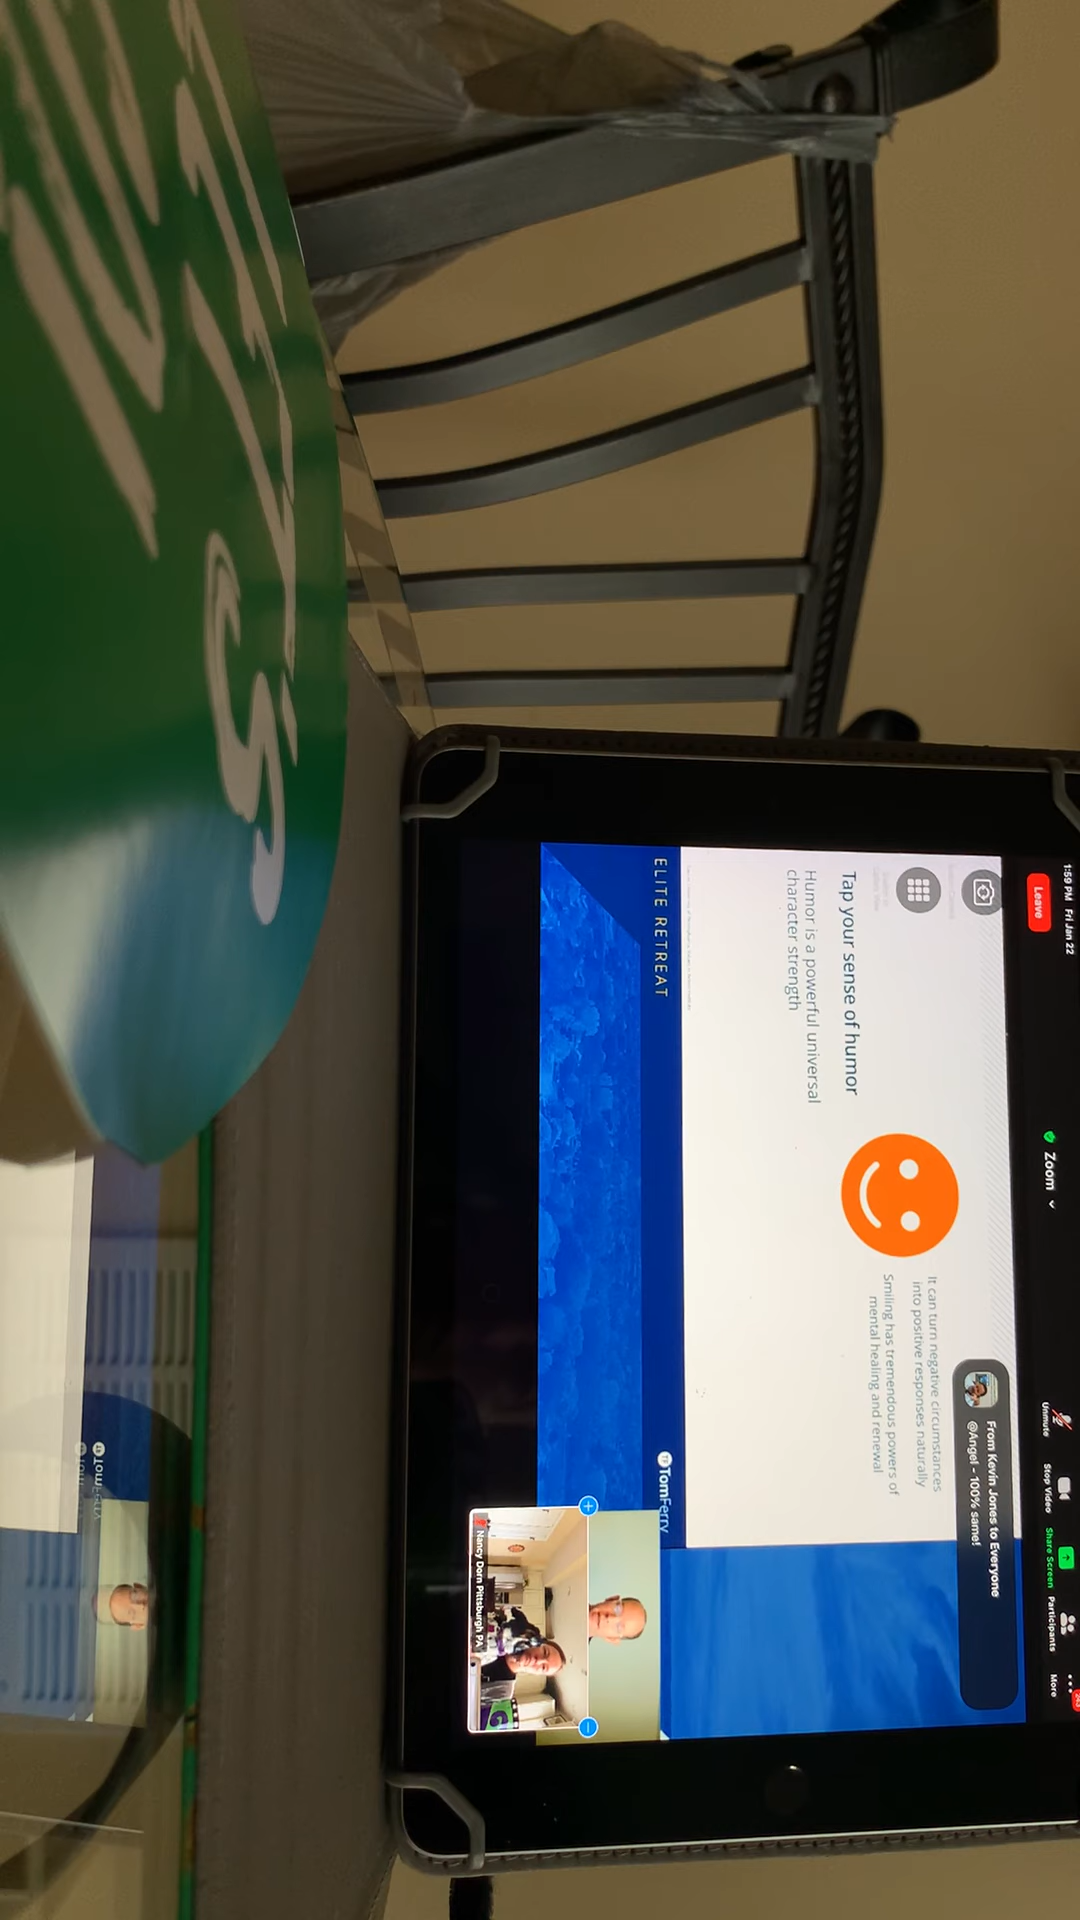 1:59 PM Fri Jan 22
Zoom
Leave
Unmute
Stop Video
Share Screen
Participants
More
From Kevin Jones to Everyone
@Angel - 100% same!
Tap your sense of humor
Humor is a powerful universal
character strength
It can turn negative circumstances
into positive responses naturally
Smiling has tremendous powers of
mental healing and renewal
ELITE RETREAT
TF TomFerry
Nancy Dorn Pittsburgh PA